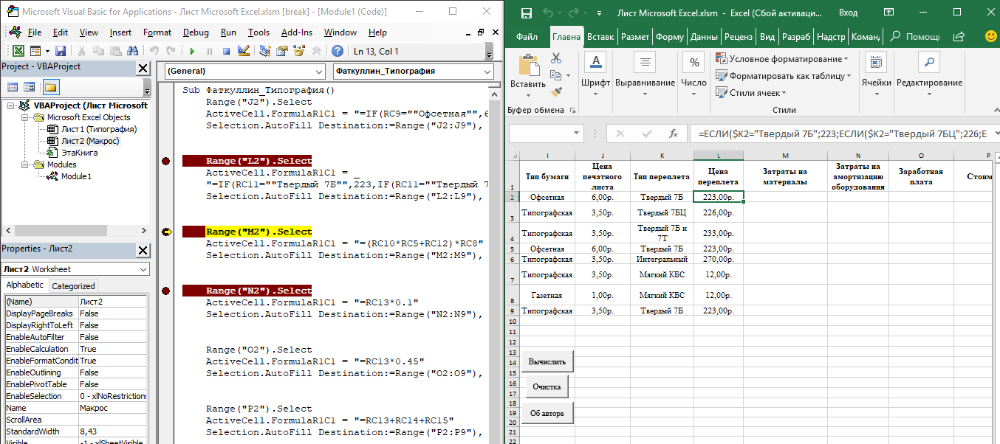 Microsoft Visual Basic for Applications - Лист Microsoft Excel.xlsm [break] - [Module1 (Code)]
File Edit View Insert Format Debug Run Tools Add-Ins Window Help
Ln 13, Col 1
Project - VBAProject
VBAProject (Лист Microsoft
Microsoft Excel Objects
Лист1 (Типография)
Лист2 (Макрос)
ЭтаКнига
Modules
Module1
Properties - Лист2
Лист2 Worksheet
Alphabetic Categorized
(Name) Лист2
DisplayPageBreaks False
DisplayRightToLeft False
EnableAutoFilter False
EnableCalculation True
EnableFormatCondit True
EnableOutlining False
EnablePivotTable False
EnableSelection 0 - xlNoRestrictions
Name Макрос
ScrollArea
StandardWidth 8,43
Visible -1 - xlSheetVisible
(General) Фаткуллин_Типография
Sub Фаткуллин_Типография()
Range("J2").Select
ActiveCell.FormulaR1C1 = "=IF(RC9=""Офсетная"",6
Selection.AutoFill Destination:=Range("J2:J9"),
Range("L2").Select
ActiveCell.FormulaR1C1 = _
"=IF(RC11=""Твердый 7Б"",223,IF(RC11=""Твердый 7
Selection.AutoFill Destination:=Range("L2:L9"),
Range("M2").Select
ActiveCell.FormulaR1C1 = "=(RC10*RC5+RC12)*RC8"
Selection.AutoFill Destination:=Range("M2:M9"),
Range("N2").Select
ActiveCell.FormulaR1C1 = "=RC13*0.1"
Selection.AutoFill Destination:=Range("N2:N9"),
Range("O2").Select
ActiveCell.FormulaR1C1 = "=RC13*0.45"
Selection.AutoFill Destination:=Range("O2:O9"),
Range("P2").Select
ActiveCell.FormulaR1C1 = "=RC13+RC14+RC15"
Selection.AutoFill Destination:=Range("P2:P9"),
Лист Microsoft Excel.xlsm - Excel (Сбой активаци... Вход
Файл Главна Вставк Размет Форму Данны Реценз Вид Разраб Надстр Коман, Помощ
Вставить
Буфер обмена
Шрифт
Выравнивание
Число
Условное форматирование
Форматировать как таблицу
Стили ячеек
Стили
Ячейки
Редактирование
=ЕСЛИ($K2="Твердый 7Б";223;ЕСЛИ($K2="Твердый 7БЦ";226;Е
I J K L M N O P
1 Тип бумаги Цена печатного листа Тип переплета Цена переплета Затраты на материалы Затраты на амортизацию оборудования Заработная плата Стоим
2 Офсетная 6,00р. Твердый 7Б 223,00р.
3 Типографская 3,50р. Твердый 7БЦ 226,00р.
4 Типографская 3,50р. Твердый 7Б и 7Т 233,00р.
5 Офсетная 6,00р. Твердый 7Б 223,00р.
6 Типографская 3,50р. Интегральный 270,00р.
7 Типографская 3,50р. Мягкий КБС 12,00р.
8 Газетная 1,00р. Мягкий КБС 12,00р.
9 Типографская 3,50р. Твердый 7Б 223,00р.
10
11
12
13
14
15
16
17
18
19
20
21
22
Вычислить
Очистка
Об авторе